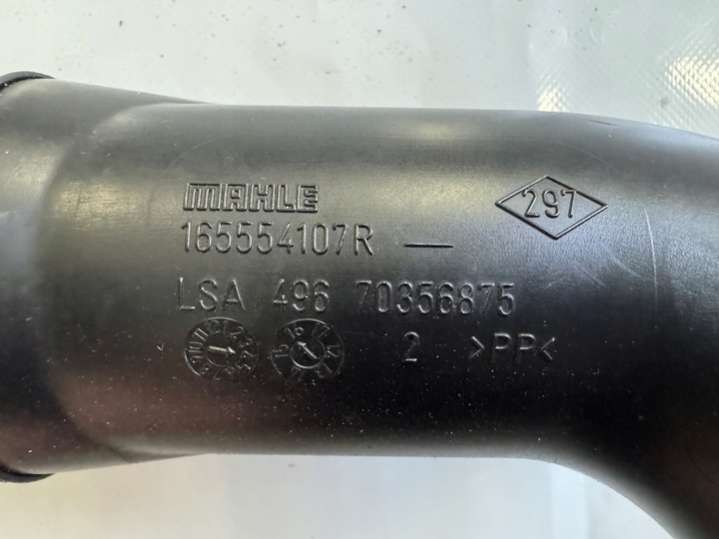 MAHLE
297
165554107R —
LSA 496 70356875
2 >PP<